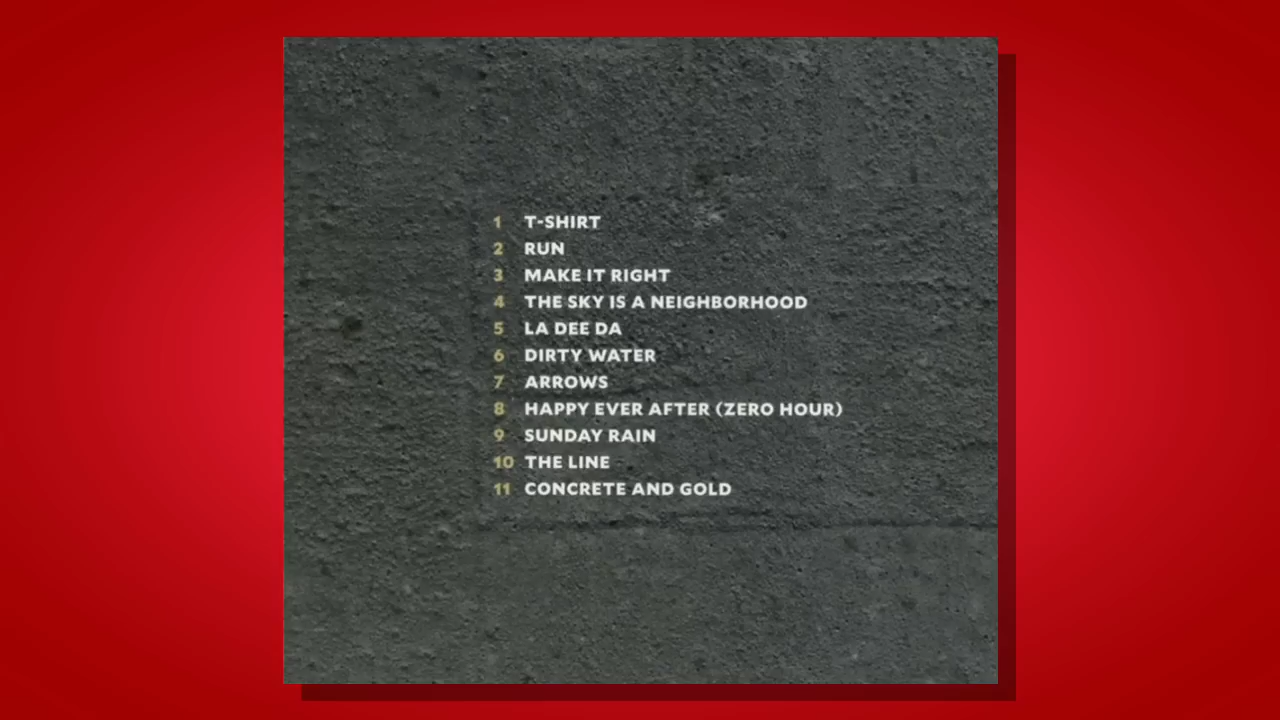 1 T-SHIRT
2 RUN
3 MAKE IT RIGHT
4 THE SKY IS A NEIGHBORHOOD
5 LA DEE DA
6 DIRTY WATER
7 ARROWS
8 HAPPY EVER AFTER (ZERO HOUR)
9 SUNDAY RAIN
10 THE LINE
11 CONCRETE AND GOLD